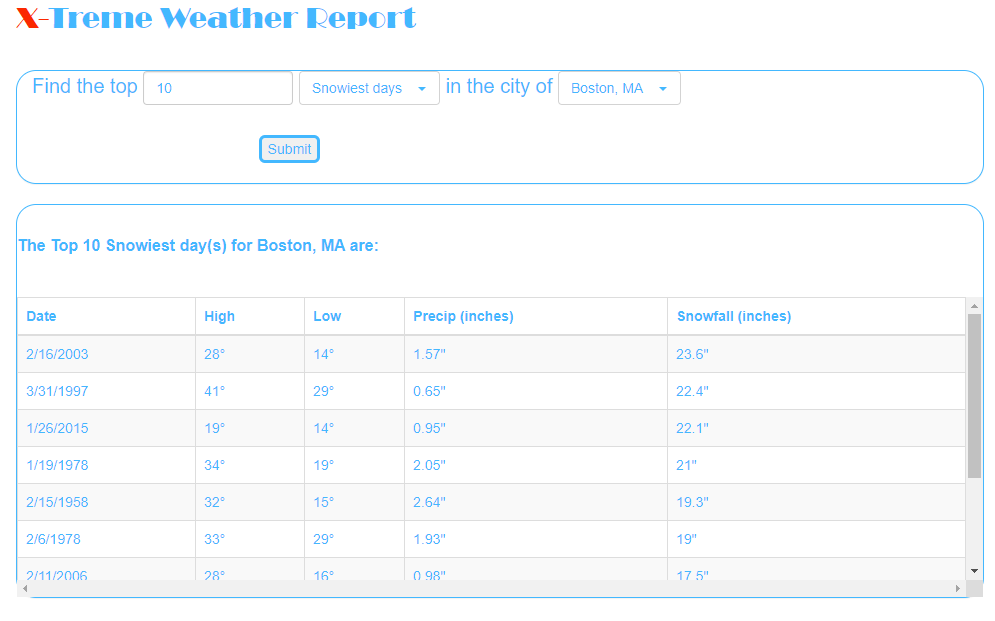 X-Treme Weather Report
Find the top 10 Snowiest days in the city of Boston, MA
Submit
The Top 10 Snowiest day(s) for Boston, MA are:
Date High Low Precip (inches) Snowfall (inches)
2/16/2003 28° 14° 1.57" 23.6"
3/31/1997 41° 29° 0.65" 22.4"
1/26/2015 19° 14° 0.95" 22.1"
1/19/1978 34° 19° 2.05" 21"
2/15/1958 32° 15° 2.64" 19.3"
2/6/1978 33° 29° 1.93" 19"
2/11/2006 28° 16° 0.98" 17.5"